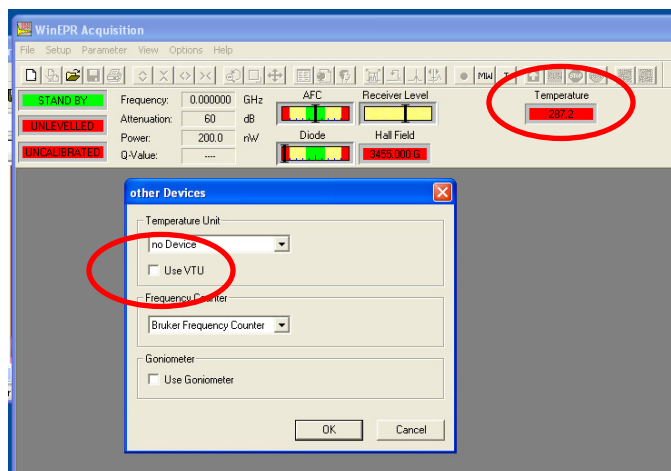 WinEPR Acquisition
File Setup Parameter View Options Help
MW
STAND BY Frequency: 0.000000 GHz AFC Receiver Level Temperature
UNLEVELLED Attenuation: 60 dB 287.2
Power: 200.0 nW Diode Hall Field
UNCALIBRATED Q-Value: ---- 3455.000 G
other Devices
Temperature Unit
no Device
Use VTU
Frequency Counter
Bruker Frequency Counter
Goniometer
Use Goniometer
OK Cancel